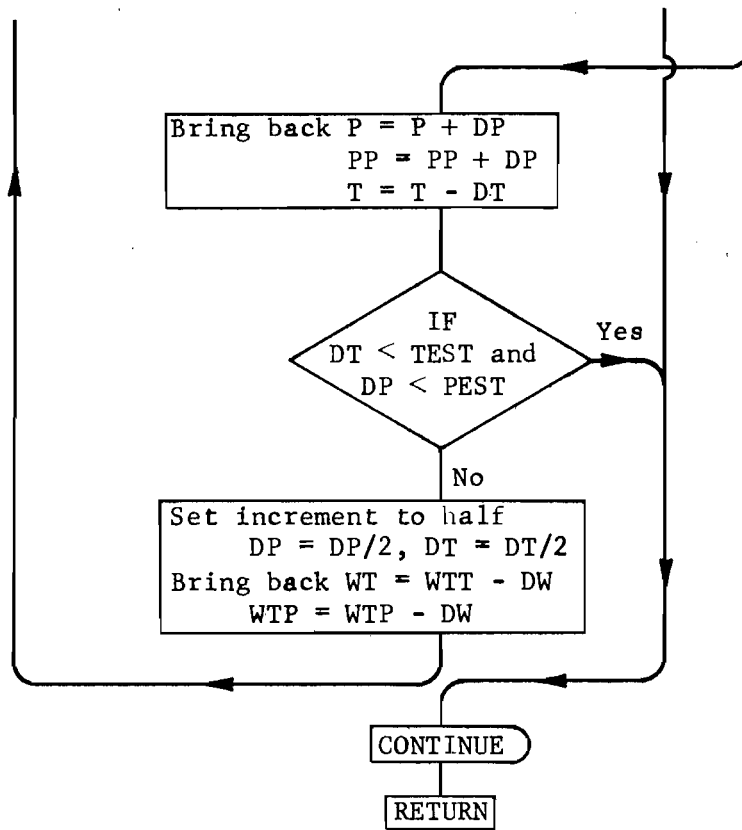 Bring back P = P + DP
PP = PP + DP
T = T - DT
IF
DT < TEST and
DP < PEST
Yes
No
Set increment to half
DP = DP/2, DT = DT/2
Bring back WT = WTT - DW
WTP = WTP - DW
CONTINUE
RETURN